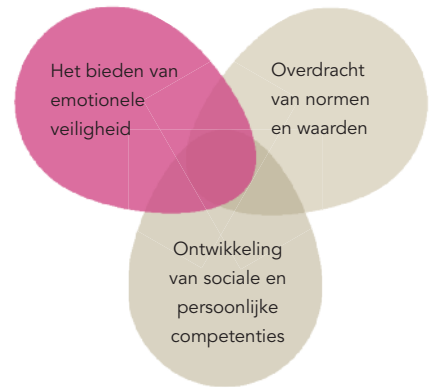 Het bieden van
emotionele
veiligheid
Overdracht
van normen
en waarden
Ontwikkeling
van sociale en
persoonlijke
competenties